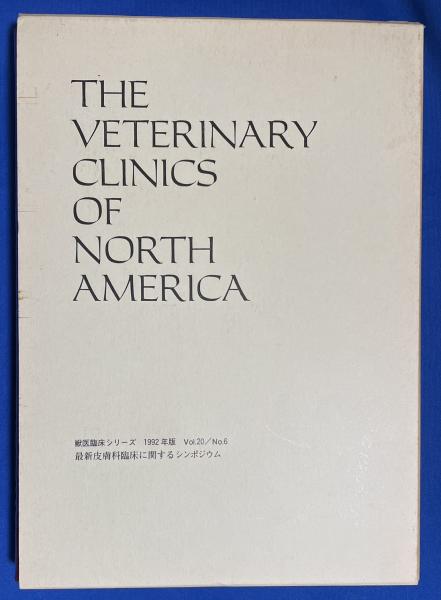 THE
VETERINARY
CLINICS
OF
NORTH
AMERICA
獣医臨床シリーズ 1992年版 Vol.20／No.6
最新皮膚科臨床に関するシンポジウム